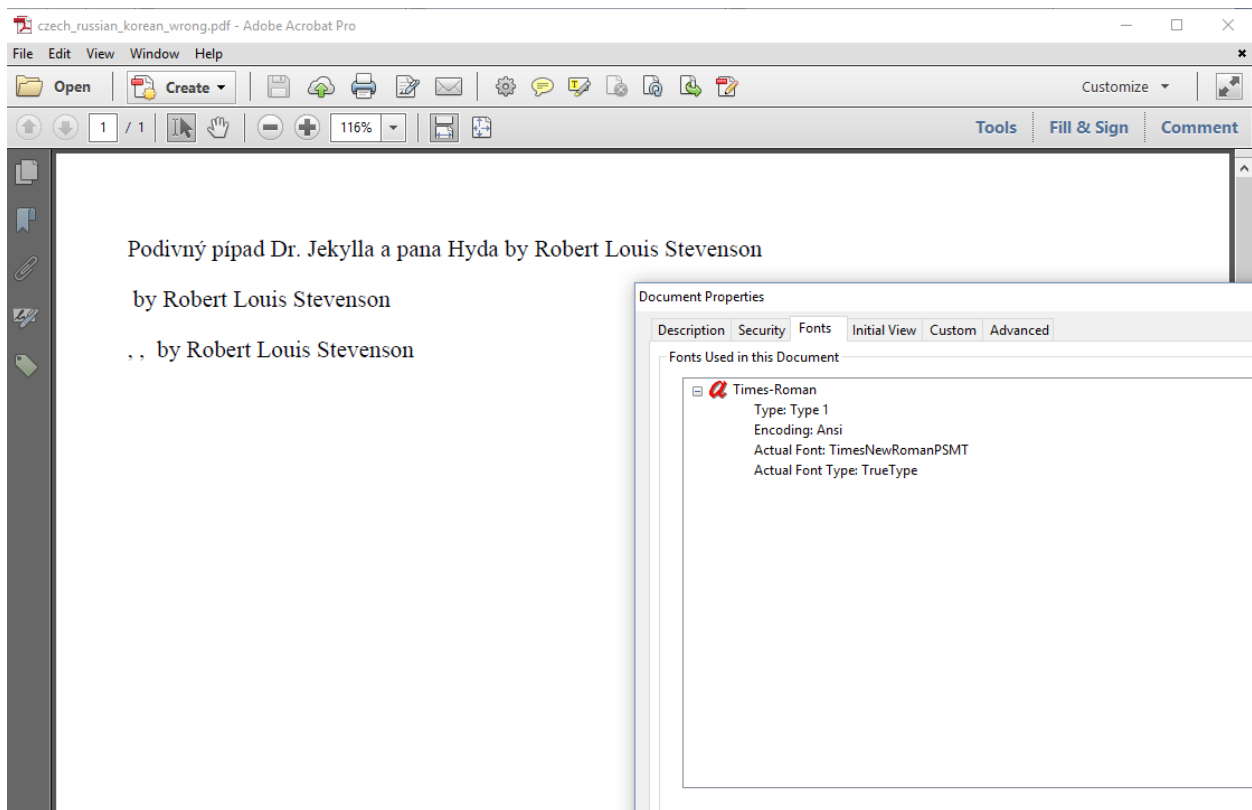 czech_russian_korean_wrong.pdf - Adobe Acrobat Pro
File Edit View Window Help
Open Create Customize
1 / 1 116% Tools Fill & Sign Comment
Podivný pípad Dr. Jekylla a pana Hyda by Robert Louis Stevenson
by Robert Louis Stevenson
, , by Robert Louis Stevenson
Document Properties
Description Security Fonts Initial View Custom Advanced
Fonts Used in this Document
Times-Roman
Type: Type 1
Encoding: Ansi
Actual Font: TimesNewRomanPSMT
Actual Font Type: TrueType